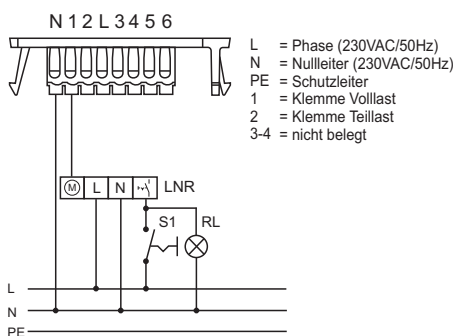 N 1 2 L 3 4 5 6
L = Phase (230VAC/50Hz)
N = Nullleiter (230VAC/50Hz)
PE = Schutzleiter
1 = Klemme Volllast
2 = Klemme Teillast
3-4 = nicht belegt
M L N LNR
S1 RL
L
N
PE